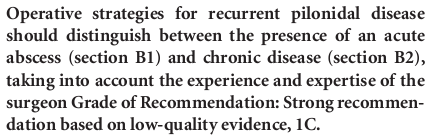 Operative strategies for recurrent pilonidal disease
should distinguish between the presence of an acute
abscess (section B1) and chronic disease (section B2),
taking into account the experience and expertise of the
surgeon Grade of Recommendation: Strong recommen-
dation based on low-quality evidence, 1C.